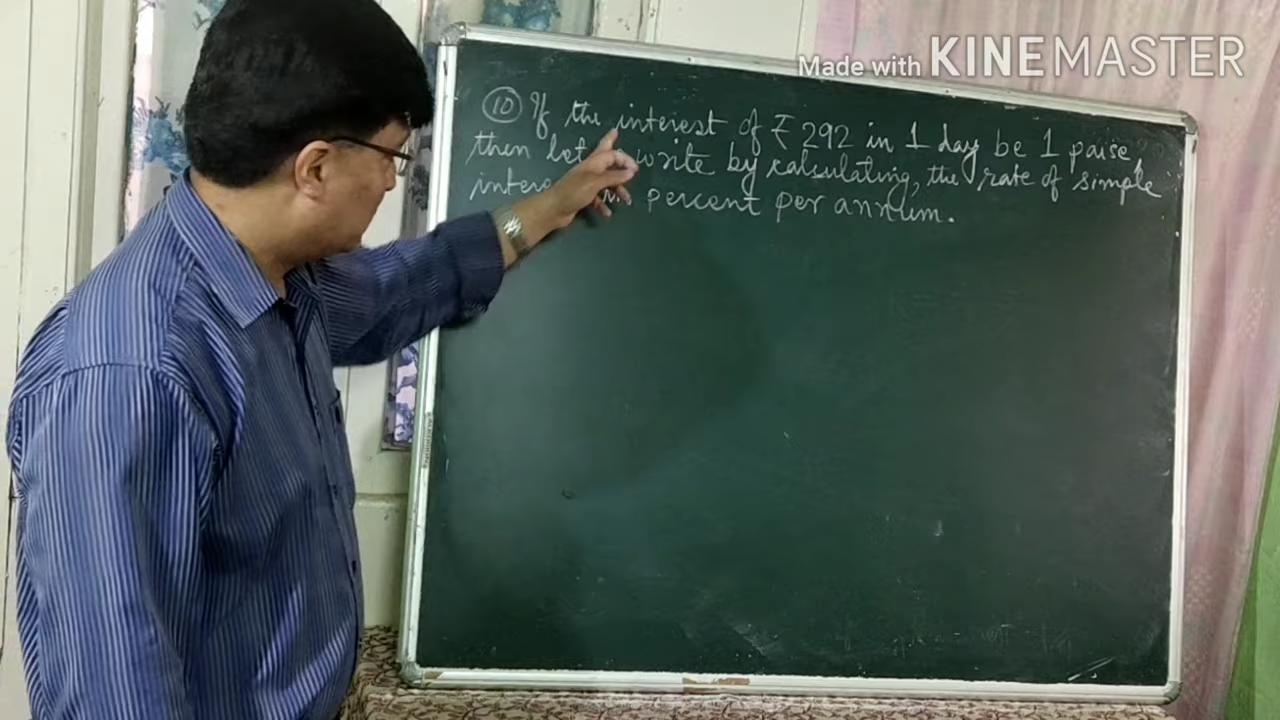 Made with KINEMASTER
10 If the interest of ₹ 292 in 1 day be 1 paise,
then let write by calculating, the rate of simple
percent per annum.